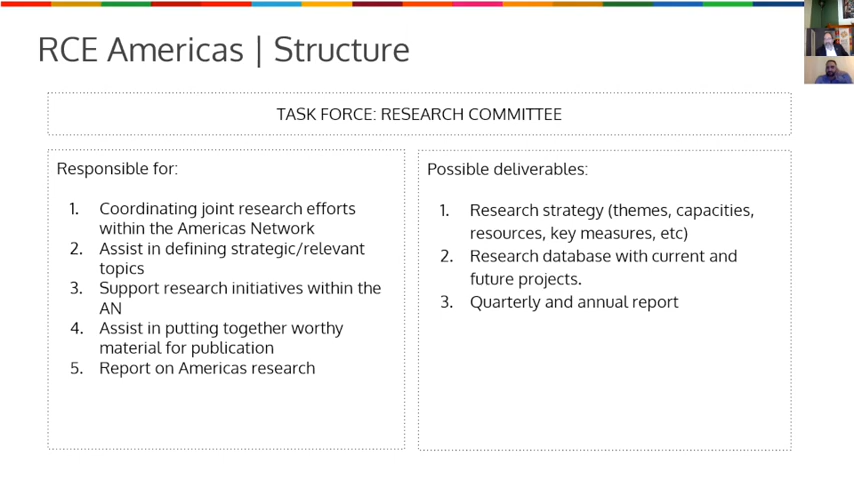 RCE Americas | Structure
TASK FORCE: RESEARCH COMMITTEE
Responsible for:
1. Coordinating joint research efforts
within the Americas Network
2. Assist in defining strategic/relevant
topics
3. Support research initiatives within the
AN
4. Assist in putting together worthy
material for publication
5. Report on Americas research
Possible deliverables:
1. Research strategy (themes, capacities,
resources, key measures, etc)
2. Research database with current and
future projects.
3. Quarterly and annual report